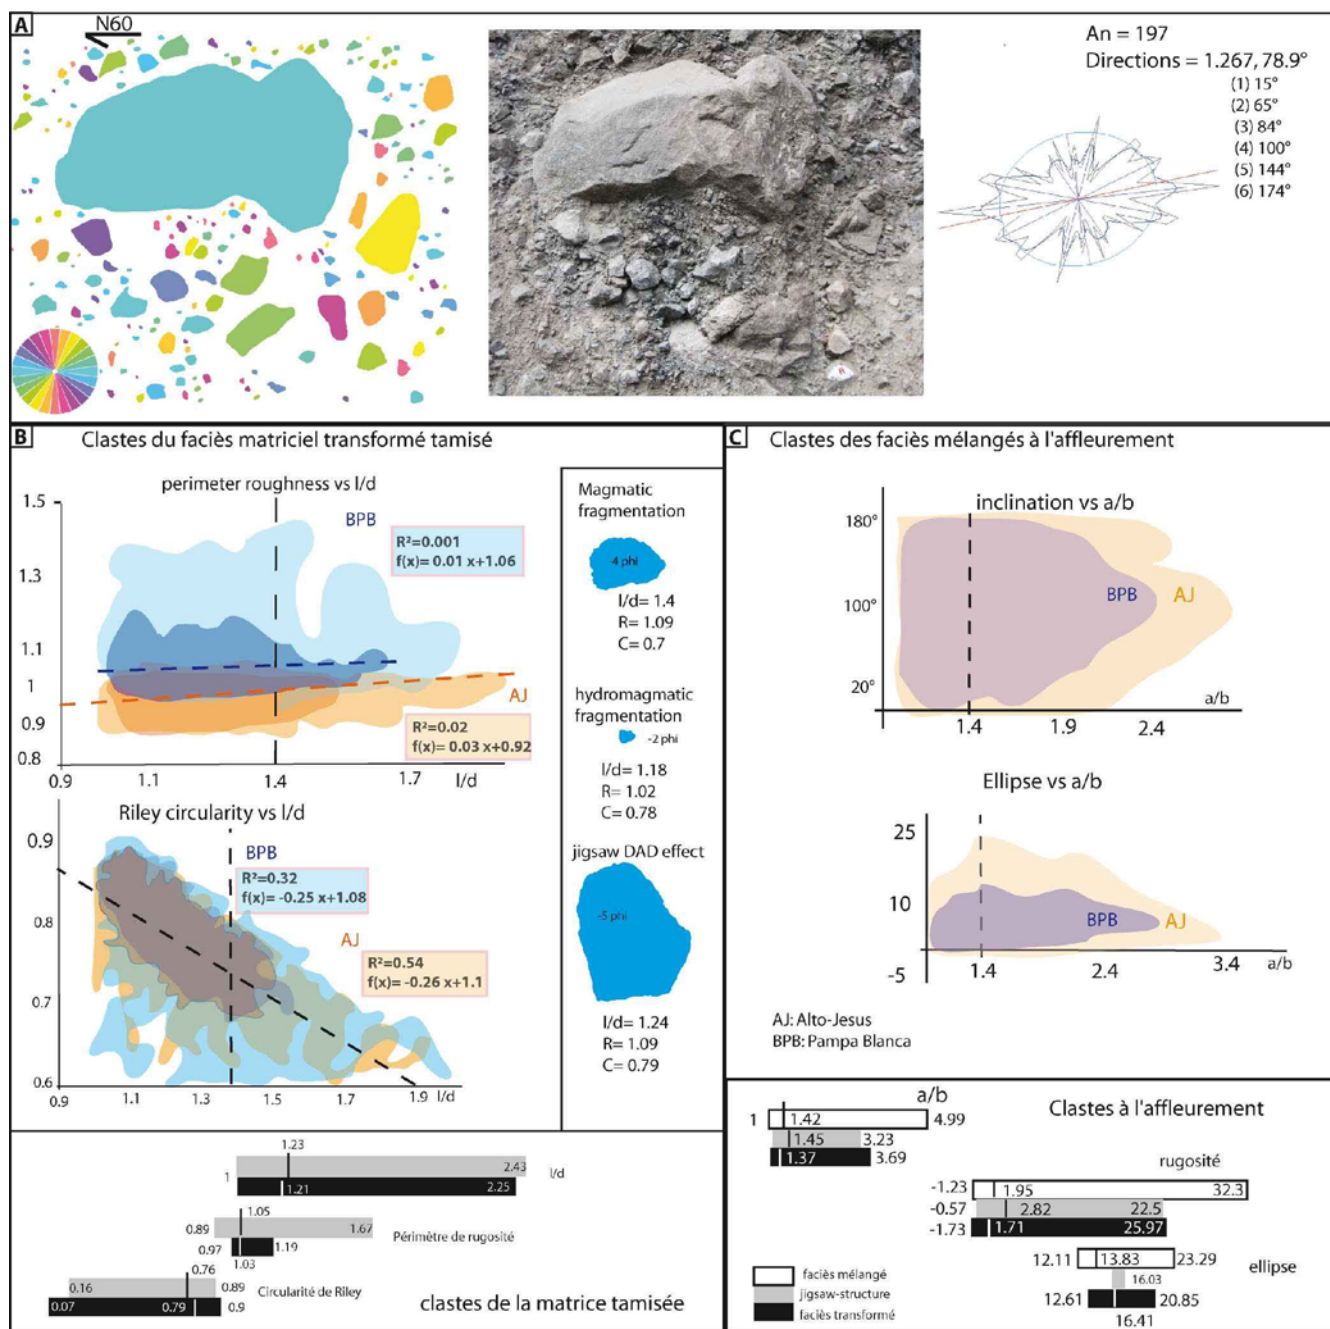 A
N60
An = 197
Directions = 1.267, 78.9°
(1) 15°
(2) 65°
(3) 84°
(4) 100°
(5) 144°
(6) 174°
B
Clastes du faciès matriciel transformé tamisé
perimeter roughness vs l/d
1.5
1.3
1.1
1
0.9
0.8
BPB
R²=0.001
f(x)= 0.01 x+1.06
AJ
R²=0.02
f(x)= 0.03 x+0.92
0.9
1.1
1.4
1.7
l/d
Riley circularity vs l/d
0.9
0.8
0.7
0.6
BPB
R²=0.32
f(x)= -0.25 x+1.08
AJ
R²=0.54
f(x)= -0.26 x+1.1
0.9
1.1
1.3
1.5
1.7
1.9
l/d
Magmatic
fragmentation
-4 phi
l/d= 1.4
R= 1.09
C= 0.7
hydromagmatic
fragmentation
-2 phi
l/d= 1.18
R= 1.02
C= 0.78
jigsaw DAD effect
-5 phi
l/d= 1.24
R= 1.09
C= 0.79
1.23
1
2.43
l/d
1.21
2.25
1.05
0.89
1.67
Périmètre de rugosité
0.97
1.19
1.03
0.76
0.16
0.89
Circularité de Riley
0.07
0.79
0.9
clastes de la matrice tamisée
C
Clastes des faciès mélangés à l'affleurement
inclination vs a/b
180°
100°
20°
BPB
AJ
a/b
1.4
1.9
2.4
Ellipse vs a/b
25
10
-5
BPB
AJ
1.4
2.4
3.4
a/b
AJ: Alto-Jesus
BPB: Pampa Blanca
a/b
Clastes à l'affleurement
1
1.42
4.99
1.45
3.23
1.37
3.69
rugosité
-1.23
1.95
32.3
-0.57
2.82
22.5
-1.73
1.71
25.97
12.11
13.83
23.29
ellipse
16.03
12.61
20.85
16.41
faciès mélangé
jigsaw-structure
faciès transformé